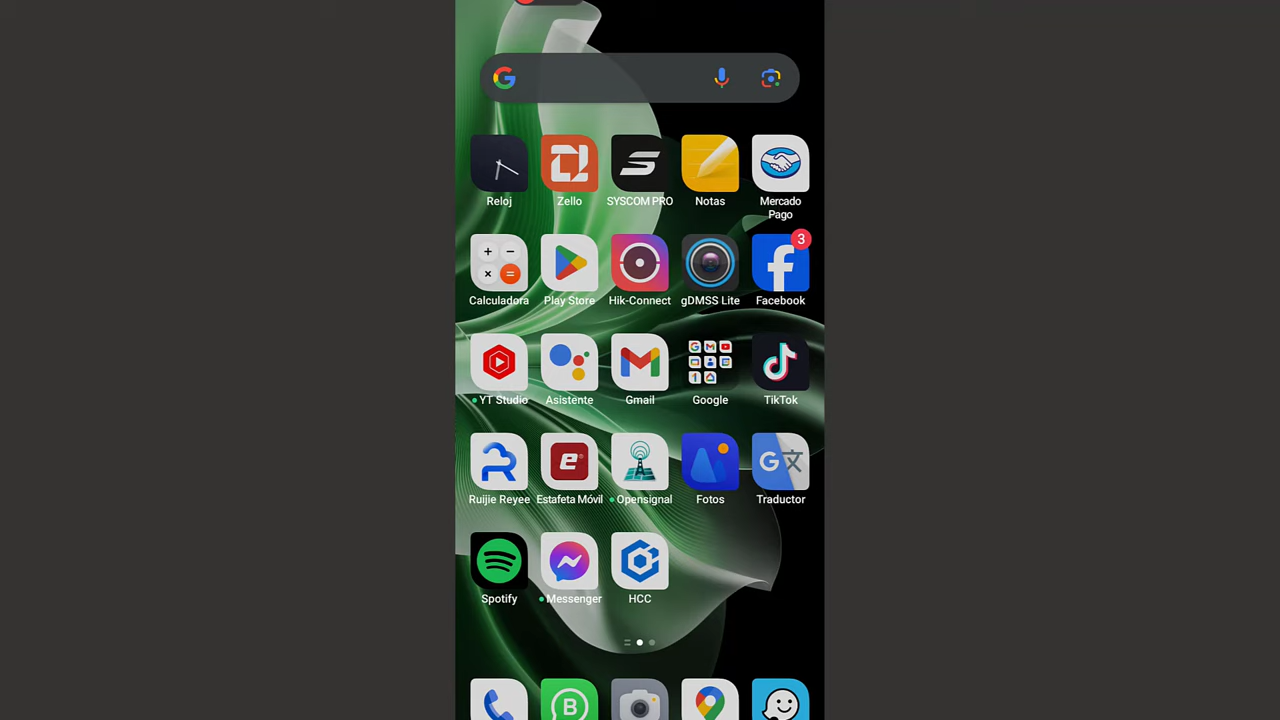 Reloj
Zello
SYSCOM PRO
Notas
Mercado
Pago
Calculadora
Play Store
Hik-Connect
gDMSS Lite
3
Facebook
YT Studio
Asistente
Gmail
Google
TikTok
Ruijie Reyee
Estafeta Móvil
Opensignal
Fotos
Traductor
Spotify
Messenger
HCC